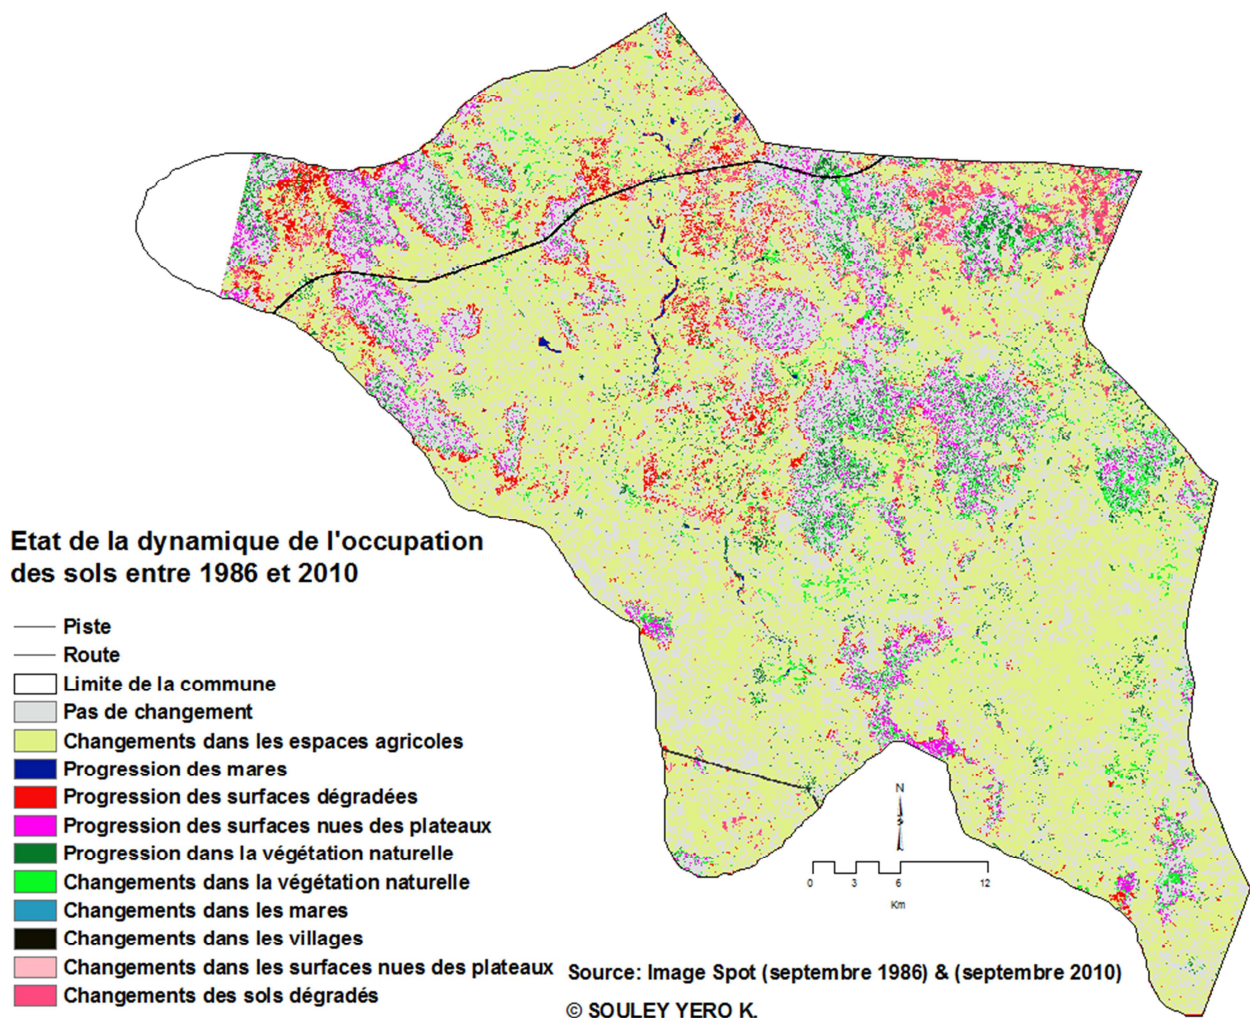 Etat de la dynamique de l'occupation
des sols entre 1986 et 2010
Piste
Route
Limite de la commune
Pas de changement
Changements dans les espaces agricoles
Progression des mares
Progression des surfaces dégradées
Progression des surfaces nues des plateaux
Progression dans la végétation naturelle
Changements dans la végétation naturelle
Changements dans les mares
Changements dans les villages
Changements dans les surfaces nues des plateaux
Changements des sols dégradés
N
0 3 6 12
Km
Source: Image Spot (septembre 1986) & (septembre 2010)
© SOULEY YERO K.